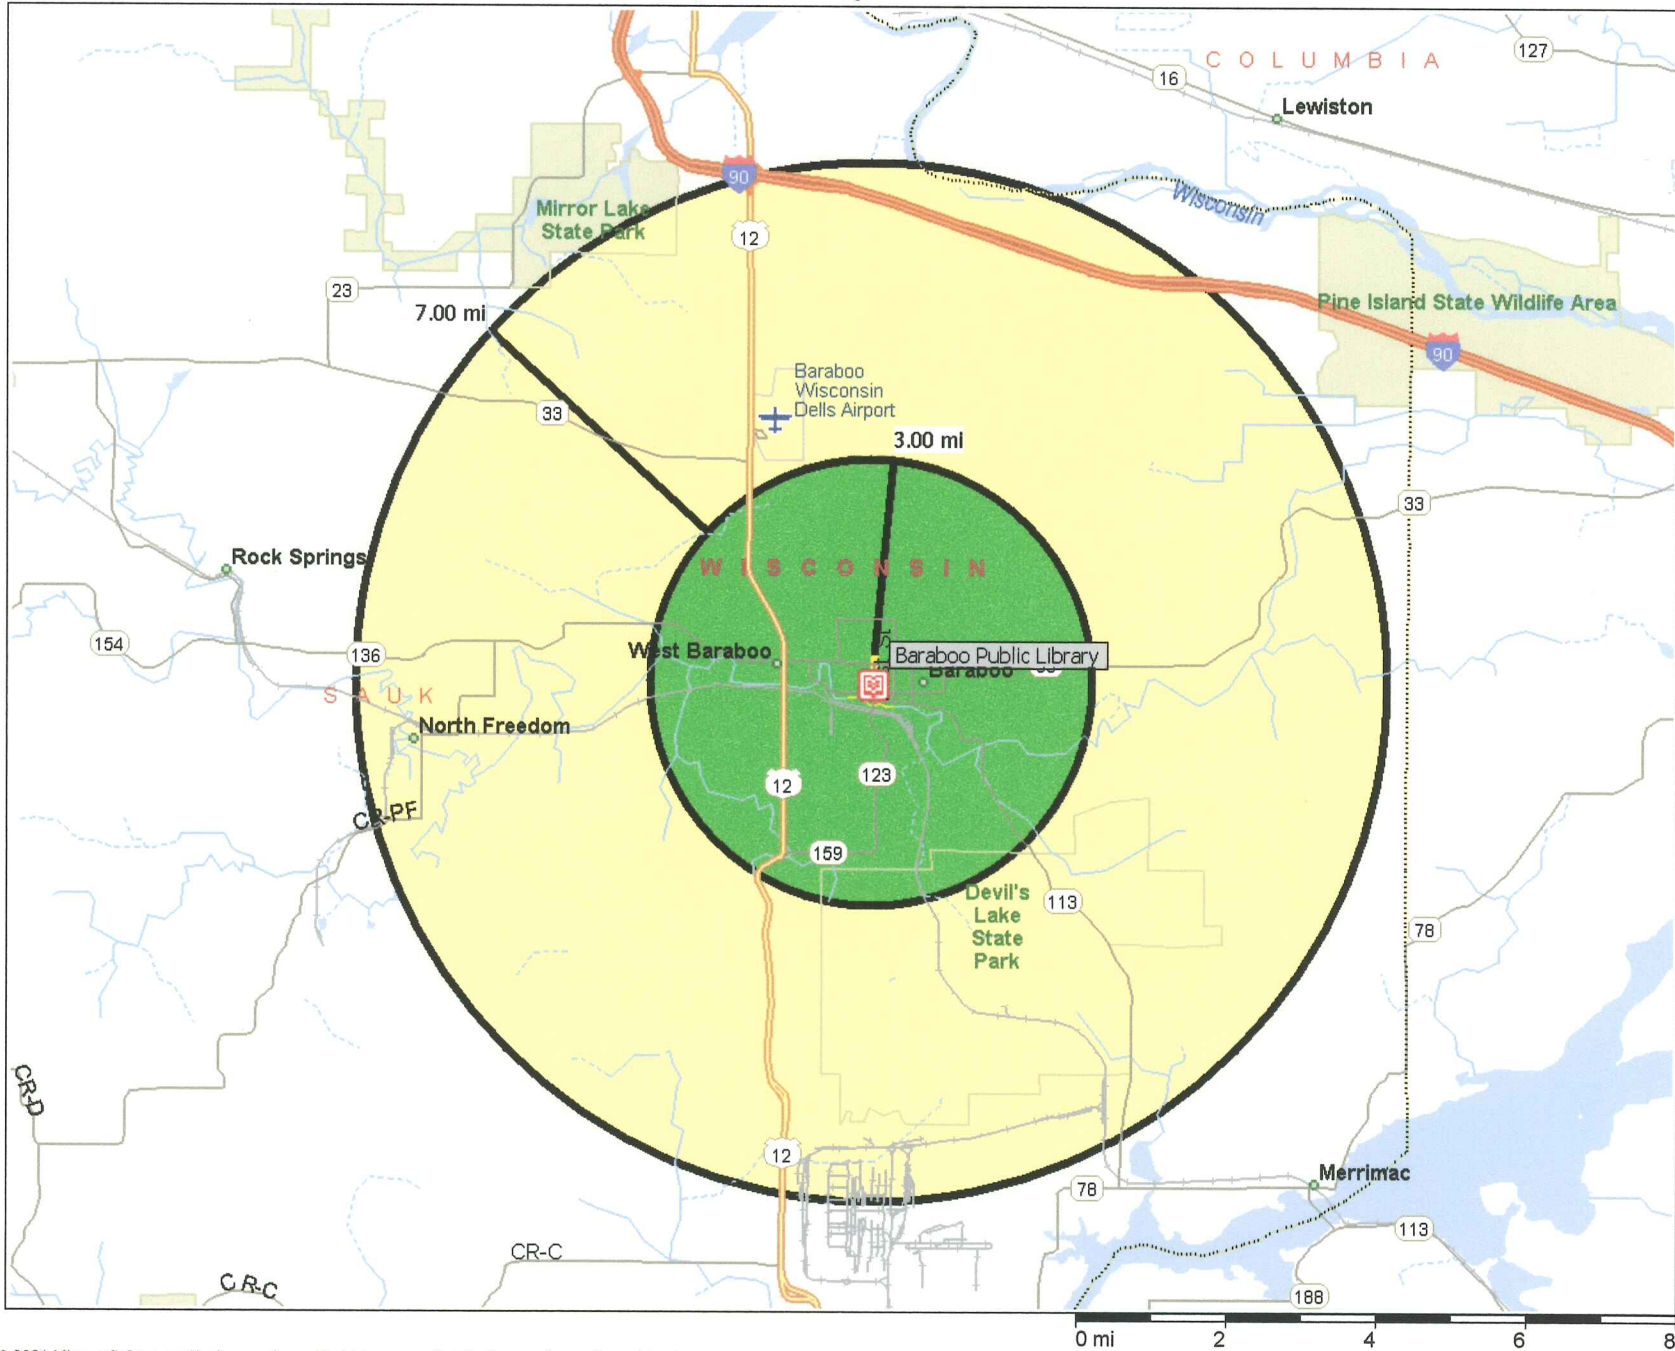 COLUMBIA
127
16
Lewiston
90
Wisconsin
Mirror Lake
State Park
12
23
7.00 mi
Pine Island State Wildlife Area
90
Baraboo
Wisconsin
Dells Airport
33
3.00 mi
33
Rock Springs
WISCONSIN
154
136
West Baraboo
St
Baraboo Public Library
Baraboo
SAUK
North Freedom
12
123
CR-PF
159
Devil's
Lake
State
Park
113
78
CR-D
12
Merrimac
78
113
CR-C
CR-C
188
0 mi 2 4 6 8